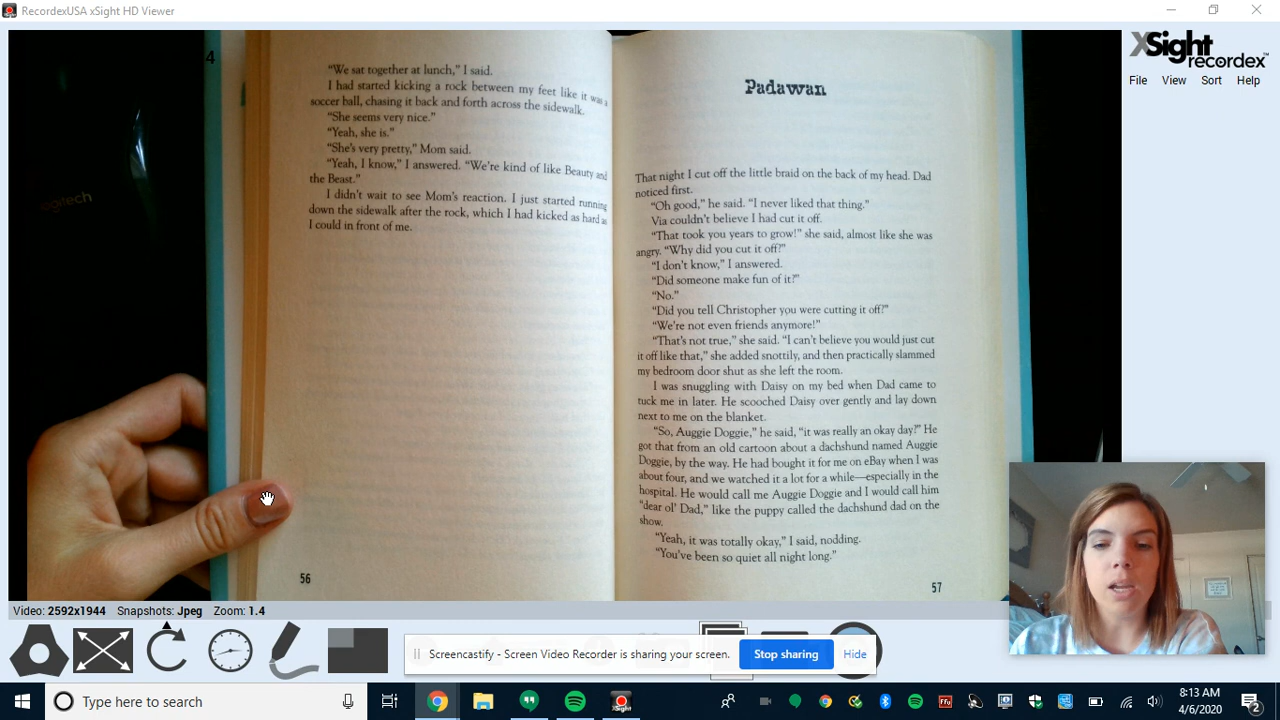 RecordexUSA xSight HD Viewer
4
"We sat together at lunch," I said.
I had started kicking a rock between my feet like it was a
soccer ball, chasing it back and forth across the sidewalk.
"She seems very nice."
"Yeah, she is."
"She's very pretty," Mom said.
"Yeah, I know," I answered. "We're kind of like Beauty and
the Beast."
I didn't wait to see Mom's reaction. I just started running
down the sidewalk after the rock, which I had kicked as hard as
I could in front of me.
56
Padawan
That night I cut off the little braid on the back of my head. Dad
noticed first.
"Oh good," he said. "I never liked that thing."
Via couldn't believe I had cut it off.
"That took you years to grow!" she said, almost like she was
angry. "Why did you cut it off?"
"I don't know," I answered.
"Did someone make fun of it?"
"No."
"Did you tell Christopher you were cutting it off?"
"We're not even friends anymore!"
"That's not true," she said. "I can't believe you would just cut
it off like that," she added snottily, and then practically slammed
my bedroom door shut as she left the room.
I was snuggling with Daisy on my bed when Dad came to
tuck me in later. He scooched Daisy over gently and lay down
next to me on the blanket.
"So, Auggie Doggie," he said, "it was really an okay day?" He
got that from an old cartoon about a dachshund named Auggie
Doggie, by the way. He had bought it for me on eBay when I was
about four, and we watched it a lot for a while—especially in the
hospital. He would call me Auggie Doggie and I would call him
"dear ol' Dad," like the puppy called the dachshund dad on the
show.
"Yeah, it was totally okay," I said, nodding.
"You've been so quiet all night long."
57
XSight
recordex
File View Sort Help
Video: 2592x1944 Snapshots: Jpeg Zoom: 1.4
Screencastify - Screen Video Recorder is sharing your screen. Stop sharing Hide
Type here to search
8:13 AM
4/6/2020
2